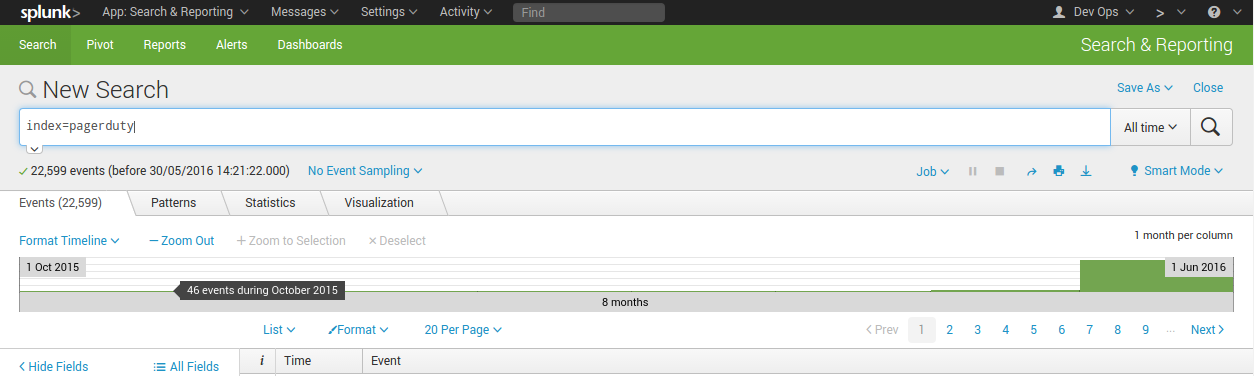 splunk> App: Search & Reporting Messages Settings Activity Find Dev Ops > ?
Search Pivot Reports Alerts Dashboards Search & Reporting
New Search Save As Close
index=pagerduty All time
22,599 events (before 30/05/2016 14:21:22.000) No Event Sampling Job Smart Mode
Events (22,599) Patterns Statistics Visualization
Format Timeline — Zoom Out + Zoom to Selection × Deselect 1 month per column
1 Oct 2015 1 Jun 2016
46 events during October 2015
8 months
List Format 20 Per Page < Prev 1 2 3 4 5 6 7 8 9 ... Next >
< Hide Fields All Fields i Time Event